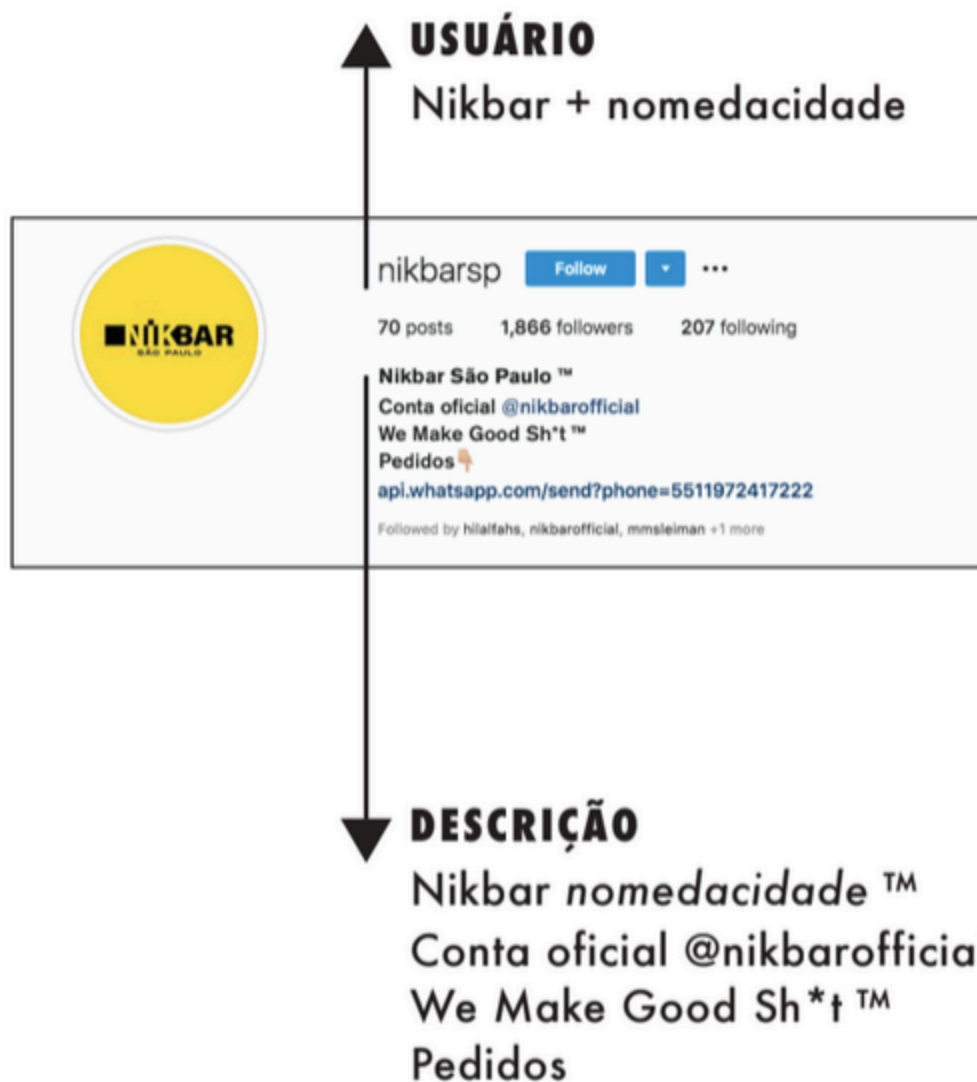 USUÁRIO
Nikbar + nomedacidade
nikbarsp Follow
70 posts 1,866 followers 207 following
NIKBAR
SÃO PAULO
Nikbar São Paulo ™
Conta oficial @nikbarofficial
We Make Good Sh*t ™
Pedidos👇🏼
api.whatsapp.com/send?phone=5511972417222
Followed by hilalfahs, nikbarofficial, mmsleiman +1 more
DESCRIÇÃO
Nikbar nomedacidade ™
Conta oficial @nikbarofficia
We Make Good Sh*t ™
Pedidos